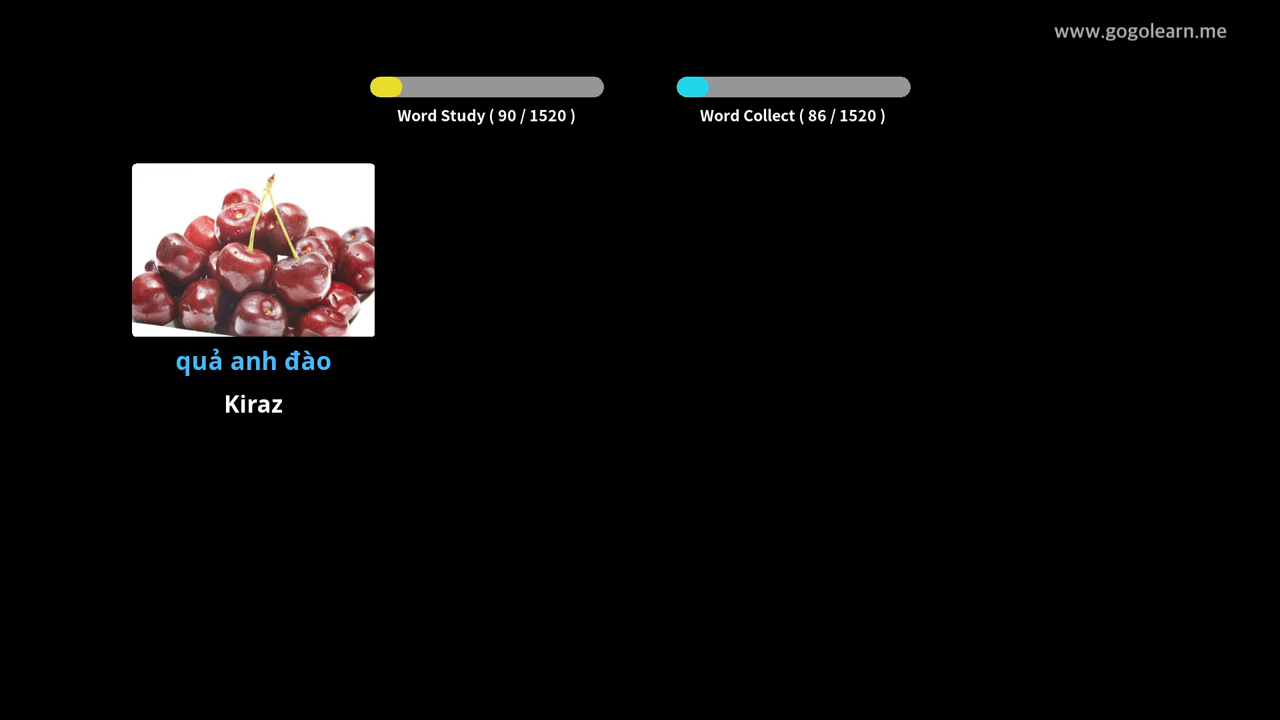 www.gogolearn.me
Word Study ( 90 / 1520 )
Word Collect ( 86 / 1520 )
quả anh đào
Kiraz